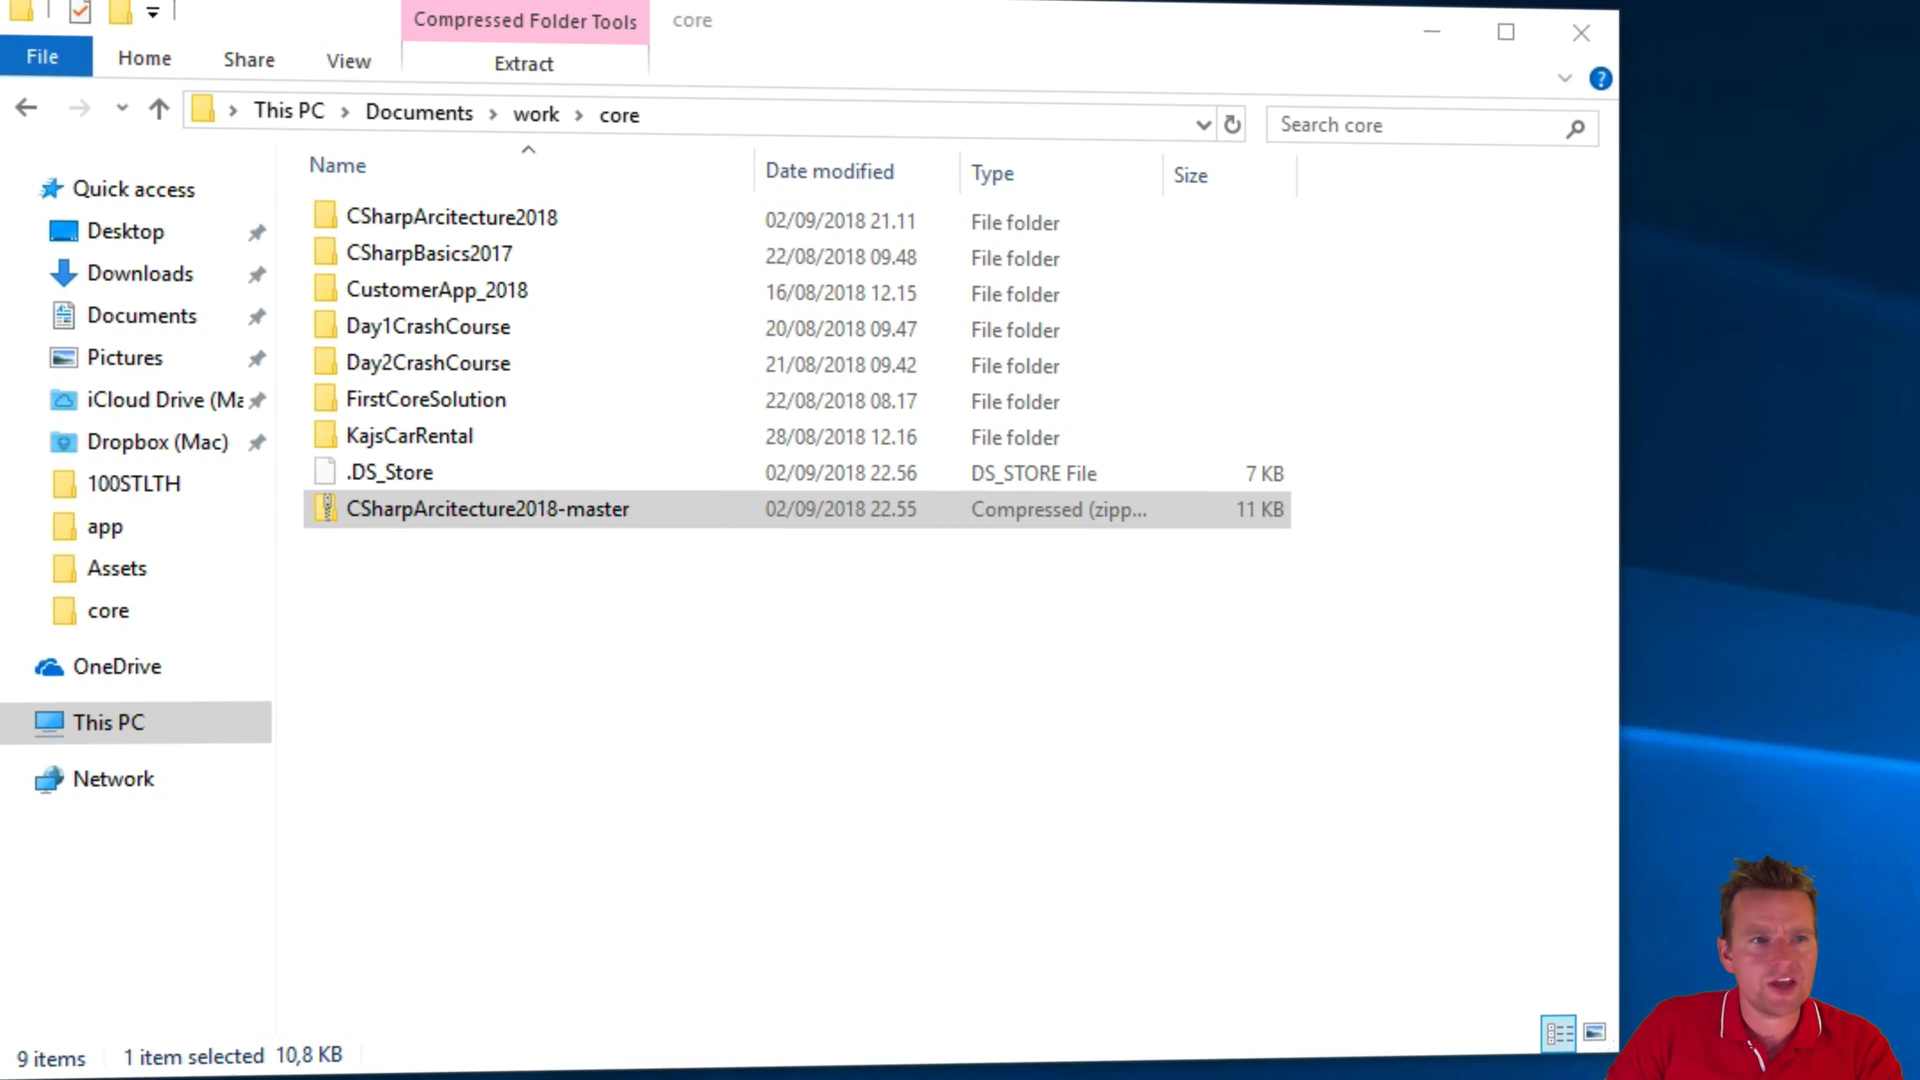 Compressed Folder Tools
core
File
Home
Share
View
Extract
?
This PC > Documents > work > core
Search core
Name
Date modified
Type
Size
Quick access
Desktop
Downloads
Documents
Pictures
iCloud Drive (Ma
Dropbox (Mac)
100STLTH
app
Assets
core
OneDrive
This PC
Network
CSharpArcitecture2018 02/09/2018 21.11 File folder
CSharpBasics2017 22/08/2018 09.48 File folder
CustomerApp_2018 16/08/2018 12.15 File folder
Day1CrashCourse 20/08/2018 09.47 File folder
Day2CrashCourse 21/08/2018 09.42 File folder
FirstCoreSolution 22/08/2018 08.17 File folder
KajsCarRental 28/08/2018 12.16 File folder
.DS_Store 02/09/2018 22.56 DS_STORE File 7 KB
CSharpArcitecture2018-master 02/09/2018 22.55 Compressed (zipp... 11 KB
9 items 1 item selected 10,8 KB